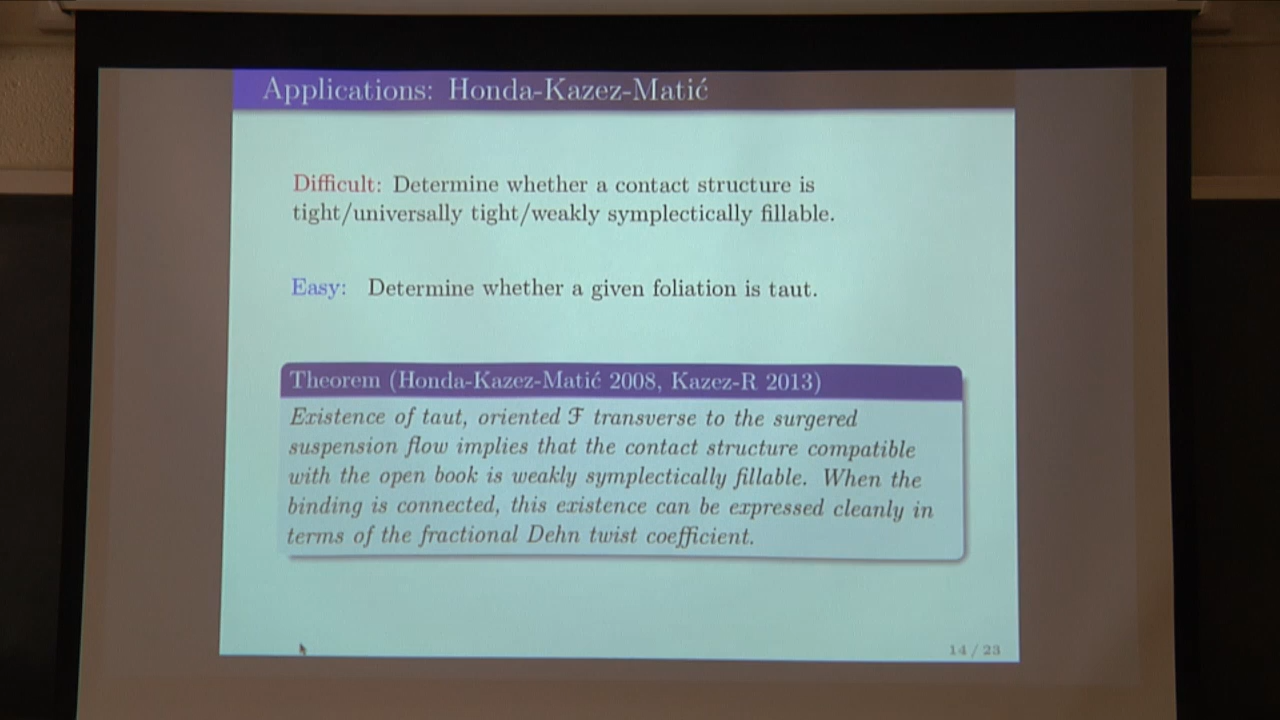 Applications: Honda-Kazez-Matić
Difficult: Determine whether a contact structure is
tight/universally tight/weakly symplectically fillable.
Easy: Determine whether a given foliation is taut.
Theorem (Honda-Kazez-Matić 2008, Kazez-R 2013)
Existence of taut, oriented ℱ transverse to the surgered
suspension flow implies that the contact structure compatible
with the open book is weakly symplectically fillable. When the
binding is connected, this existence can be expressed cleanly in
terms of the fractional Dehn twist coefficient.
14 / 23